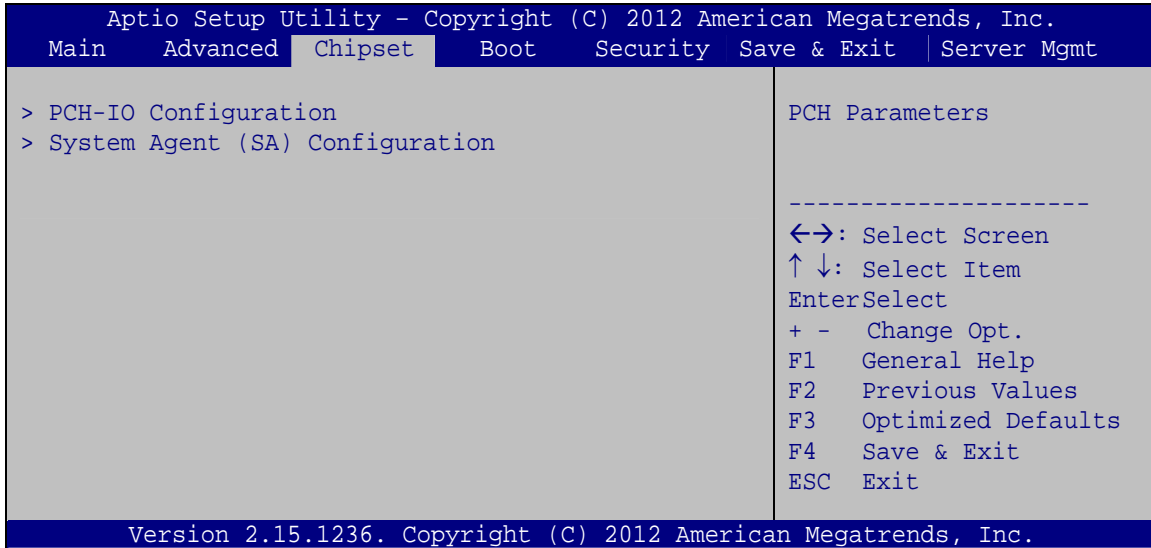 Aptio Setup Utility – Copyright (C) 2012 American Megatrends, Inc.
Main Advanced Chipset Boot Security Save & Exit Server Mgmt
> PCH-IO Configuration
> System Agent (SA) Configuration
PCH Parameters
---------------------
←→: Select Screen
↑ ↓: Select Item
EnterSelect
+ - Change Opt.
F1 General Help
F2 Previous Values
F3 Optimized Defaults
F4 Save & Exit
ESC Exit
Version 2.15.1236. Copyright (C) 2012 American Megatrends, Inc.